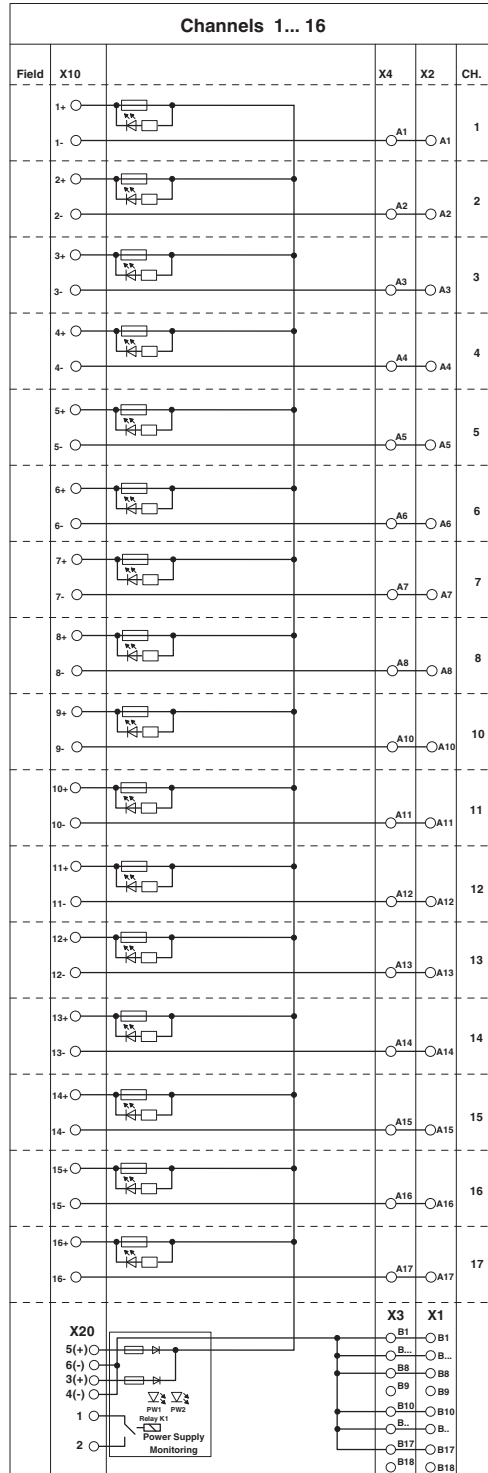 Channels 1... 16
Field X10 X4 X2 CH.
1+
1- A1 A1 1
2+
2- A2 A2 2
3+
3- A3 A3 3
4+
4- A4 A4 4
5+
5- A5 A5 5
6+
6- A6 A6 6
7+
7- A7 A7 7
8+
8- A8 A8 8
9+
9- A10 A10 10
10+
10- A11 A11 11
11+
11- A12 A12 12
12+
12- A13 A13 13
13+
13- A14 A14 14
14+
14- A15 A15 15
15+
15- A16 A16 16
16+
16- A17 A17 17
X3 X1
X20 B1 B1
5(+) B... B...
6(-) B8 B8
3(+) B9 B9
4(-)
PW1 PW2
1 Relay K1 B10 B10
Power Supply B.. B..
2 Monitoring B17 B17
B18 B18